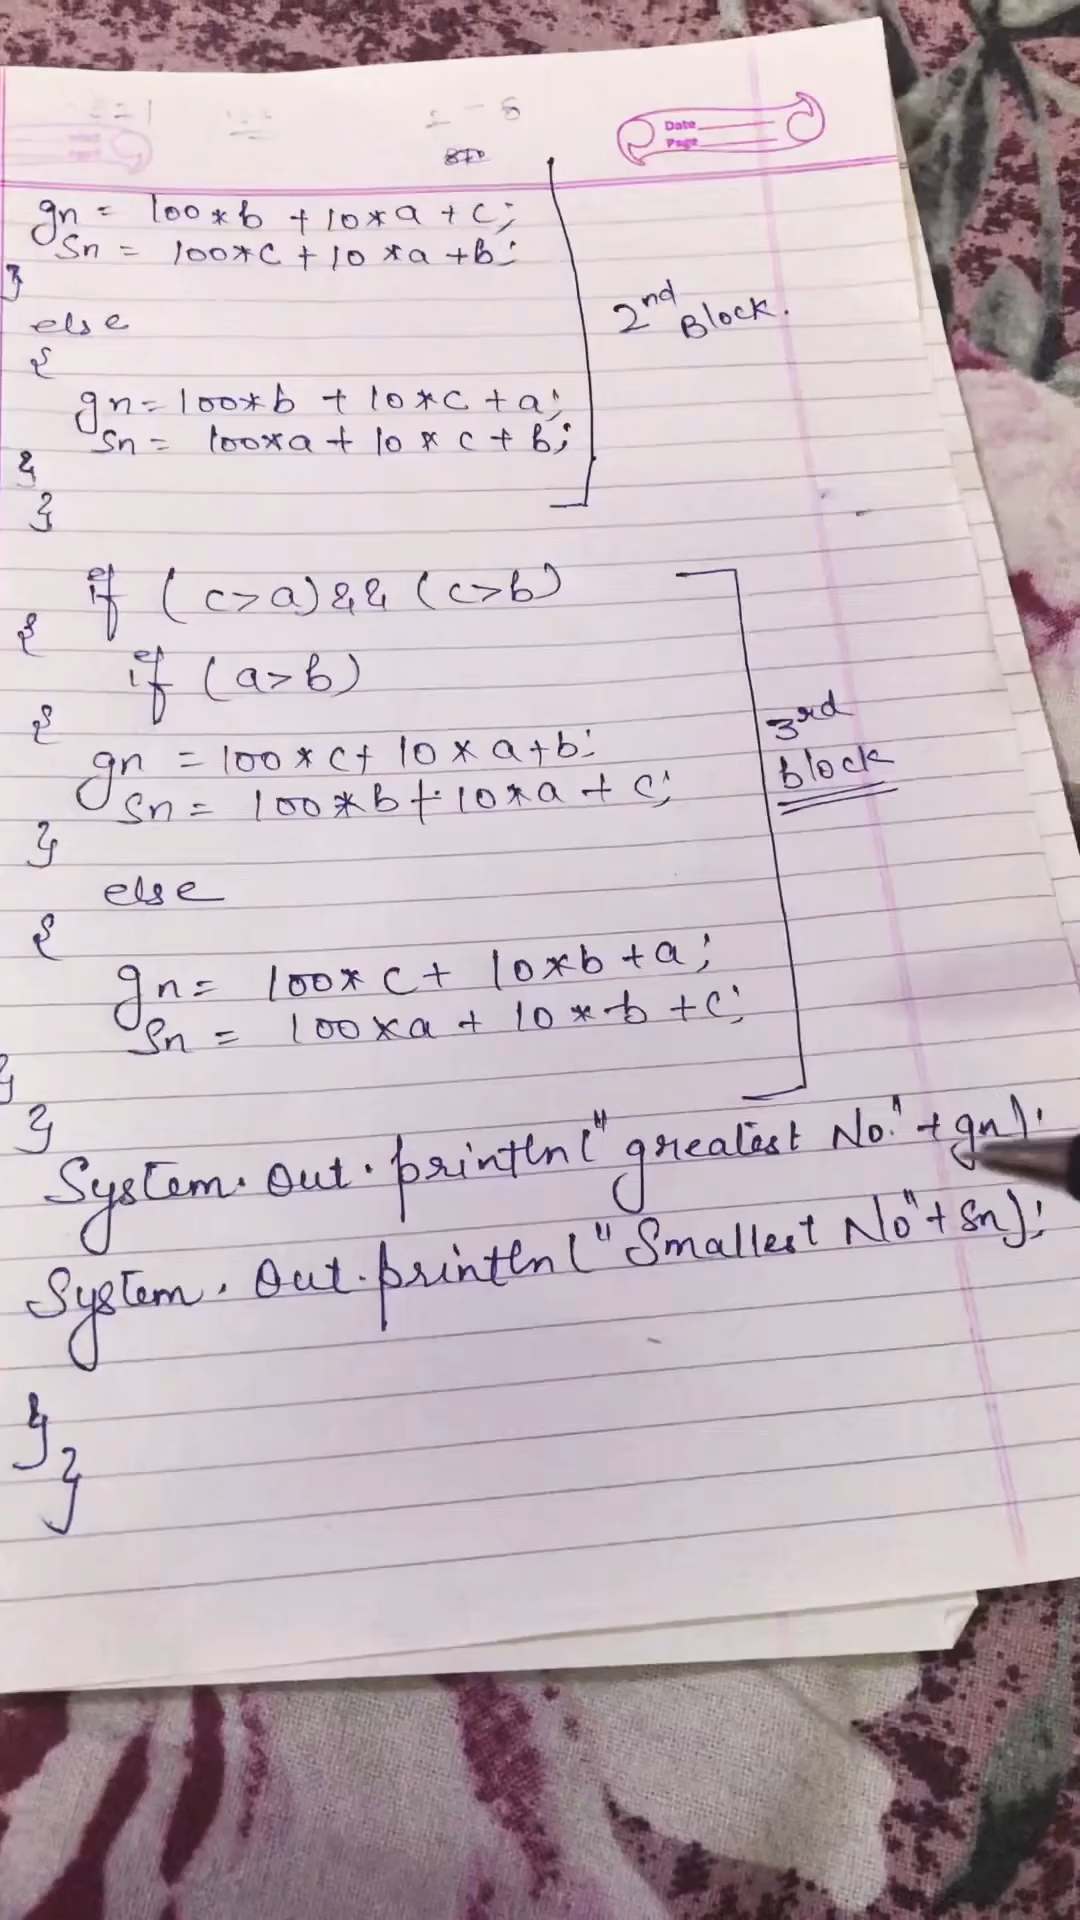 Date
Page
gn = 100*b + 10*a + c;
Sn = 100*c + 10*a + b;
}
else
{
gn = 100*b + 10*c + a;
Sn = 100*a + 10*c + b;
}
}
2nd Block.
if (c>a) && (c>b)
{
if (a>b)
{
gn = 100*c + 10*a + b;
Sn = 100*b + 10*a + c;
}
else
{
gn = 100*c + 10*b + a;
Sn = 100*a + 10*b + c;
}
}
3rd block
System.Out.println("greatest No." + gn);
System.Out.println("Smallest No" + Sn);
}
}